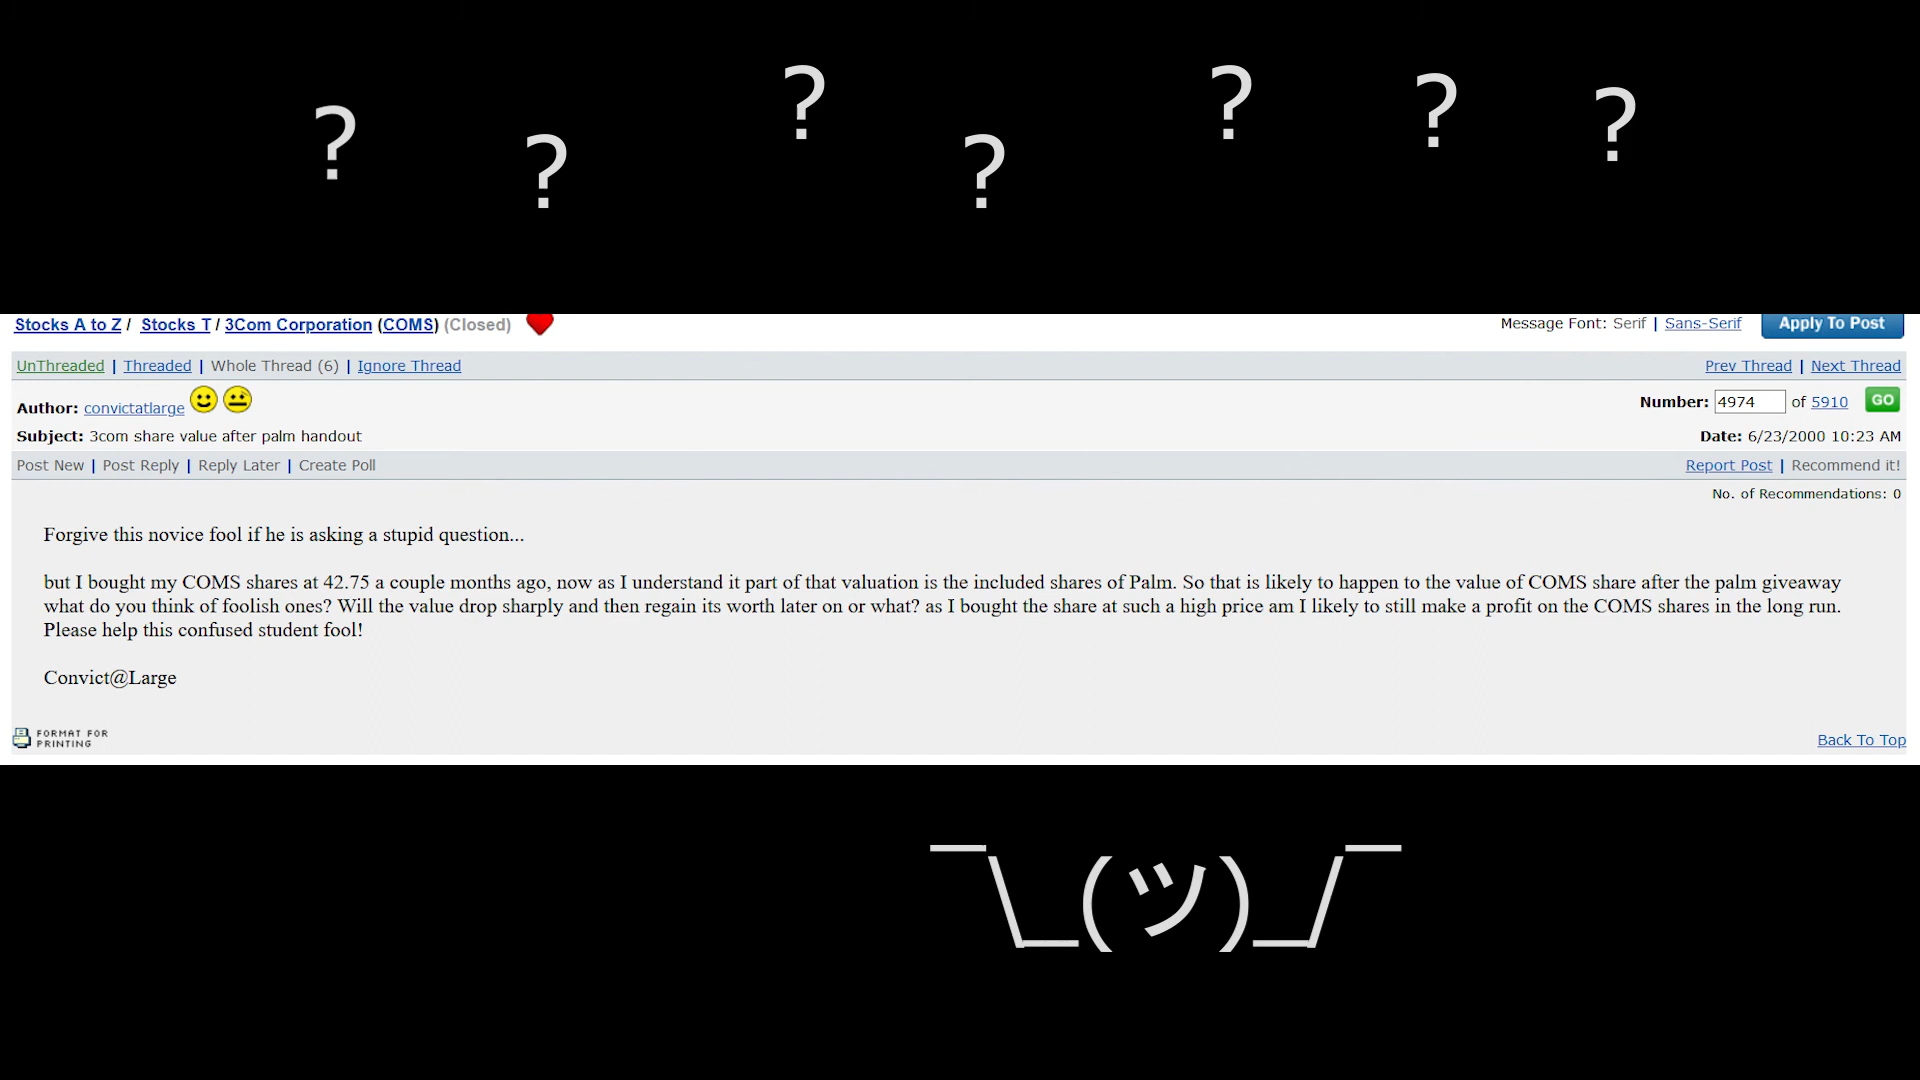 ? ? ? ? ? ? ?
Stocks A to Z / Stocks T / 3Com Corporation (COMS) (Closed) Message Font: Serif | Sans-Serif Apply To Post
UnThreaded | Threaded | Whole Thread (6) | Ignore Thread Prev Thread | Next Thread
Author: convictatlarge Number: 4974 of 5910 GO
Subject: 3com share value after palm handout Date: 6/23/2000 10:23 AM
Post New | Post Reply | Reply Later | Create Poll Report Post | Recommend it!
No. of Recommendations: 0
Forgive this novice fool if he is asking a stupid question...
but I bought my COMS shares at 42.75 a couple months ago, now as I understand it part of that valuation is the included shares of Palm. So that is likely to happen to the value of COMS share after the palm giveaway
what do you think of foolish ones? Will the value drop sharply and then regain its worth later on or what? as I bought the share at such a high price am I likely to still make a profit on the COMS shares in the long run.
Please help this confused student fool!
Convict@Large
FORMAT FOR
PRINTING
Back To Top
¯\_(ツ)_/¯